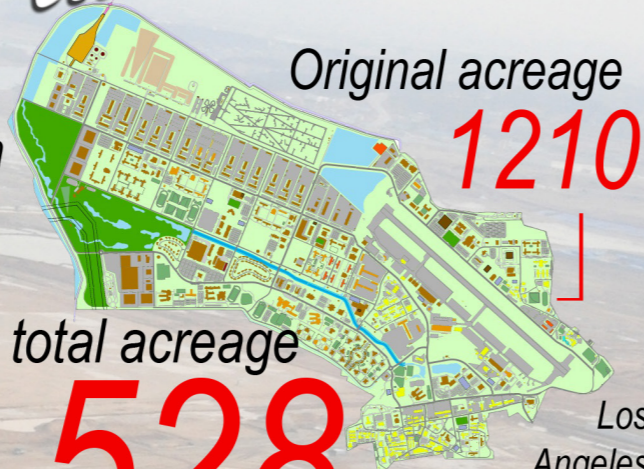 Original acreage
1210
total acreage
528
Los
Angeles